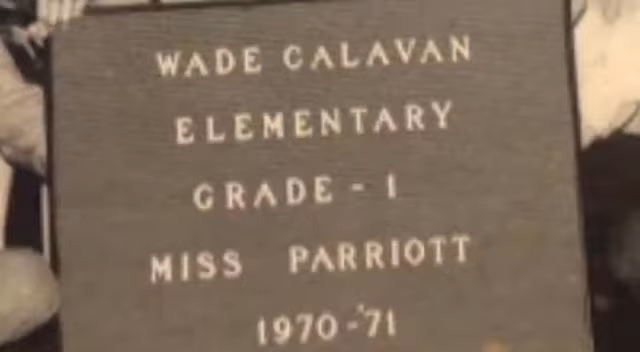 WADE CALAVAN
ELEMENTARY
GRADE - 1
MISS PARRIOTT
1970-'71